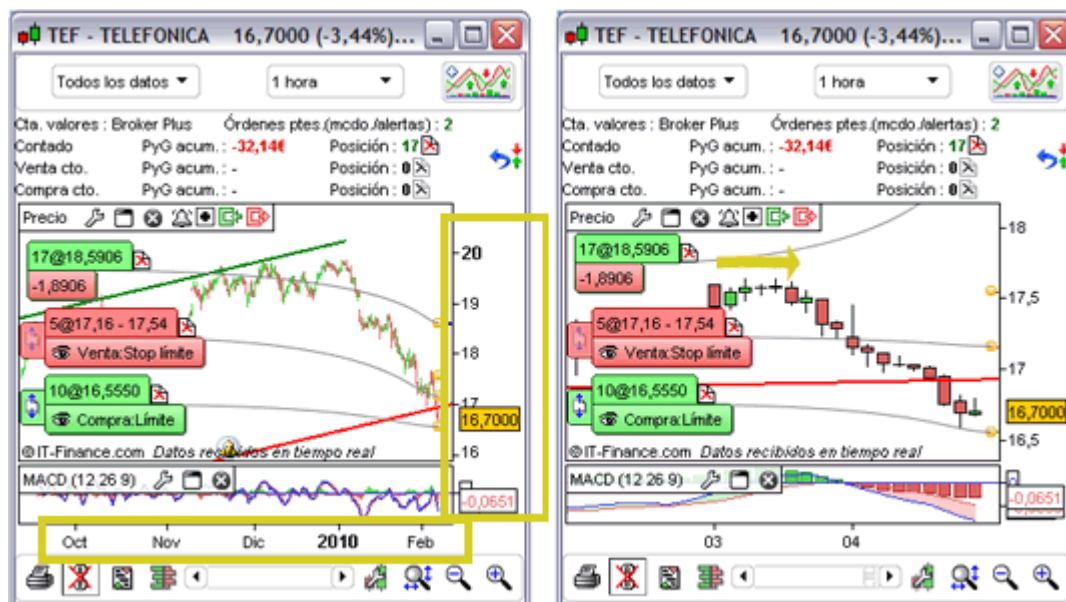 TEF - TELEFONICA 16,7000 (-3,44%)...
Todos los datos 1 hora
Cta. valores : Broker Plus Órdenes ptes.(mcdo./alertas) : 2
Contado PyG acum. : -32,14€ Posición : 17
Venta cto. PyG acum. : - Posición : 0
Compra cto. PyG acum. : - Posición : 0
Precio
17@18,5906
-1,8906
5@17,16 - 17,54
Venta:Stop límite
10@16,5550
Compra:Límite
20
19
18
17
16,7000
16
© IT-Finance.com Datos recibidos en tiempo real
MACD (12 26 9)
-0,0651
Oct Nov Dic 2010 Feb
TEF - TELEFONICA 16,7000 (-3,44%)...
Todos los datos 1 hora
Cta. valores : Broker Plus Órdenes ptes.(mcdo./alertas) : 2
Contado PyG acum. : -32,14€ Posición : 17
Venta cto. PyG acum. : - Posición : 0
Compra cto. PyG acum. : - Posición : 0
Precio
17@18,5906
-1,8906
5@17,16 - 17,54
Venta:Stop límite
10@16,5550
Compra:Límite
18
17,5
17
16,7000
16,5
© IT-Finance.com Datos recibidos en tiempo real
MACD (12 26 9)
-0,0651
03 04